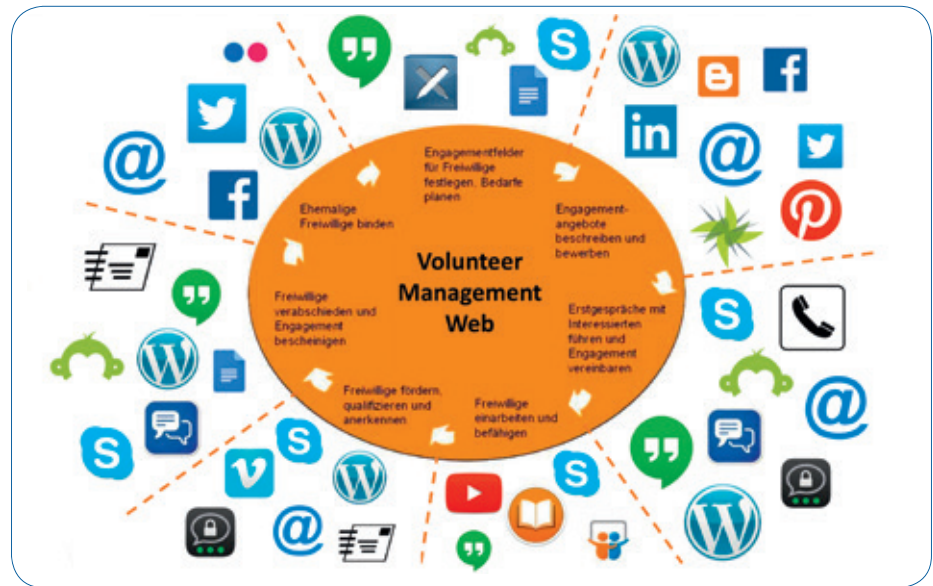 Engagementfelder
für Freiwillige
festlegen, Bedarfe
planen
Engagement-
angebote
beschreiben und
bewerben
Erstgespräche mit
Interessierten
führen und
Engagement
vereinbaren
Freiwillige
einarbeiten und
befähigen
Freiwillige fördern,
qualifizieren und
anerkennen
Freiwillige
verabschieden und
Engagement
bescheinigen
Ehemalige
Freiwillige binden
Volunteer
Management
Web